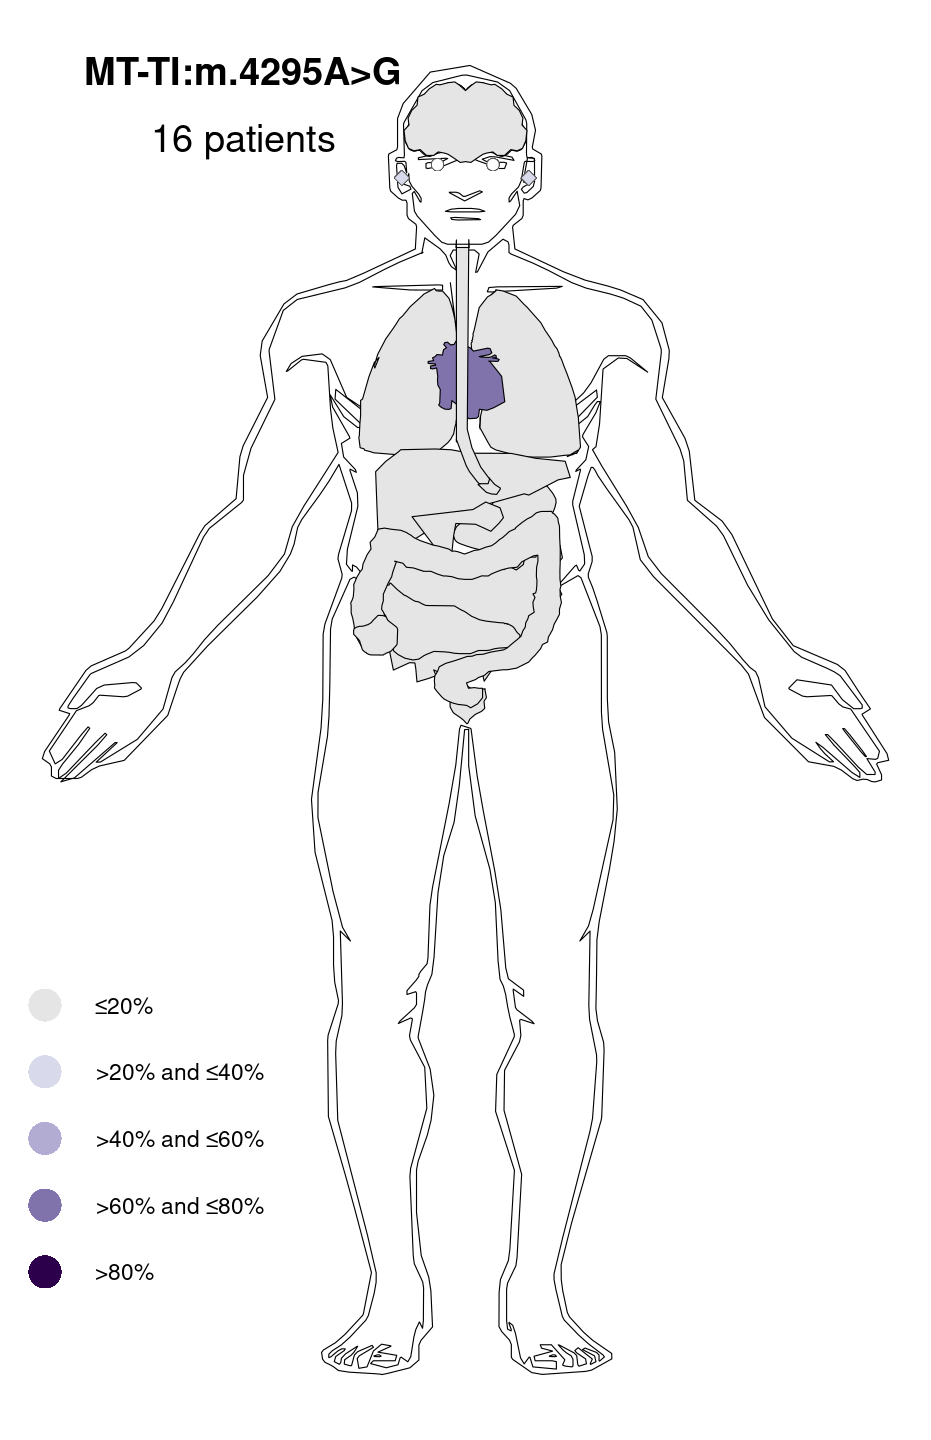 MT-TI:m.4295A>G
16 patients
≤20%
>20% and ≤40%
>40% and ≤60%
>60% and ≤80%
>80%